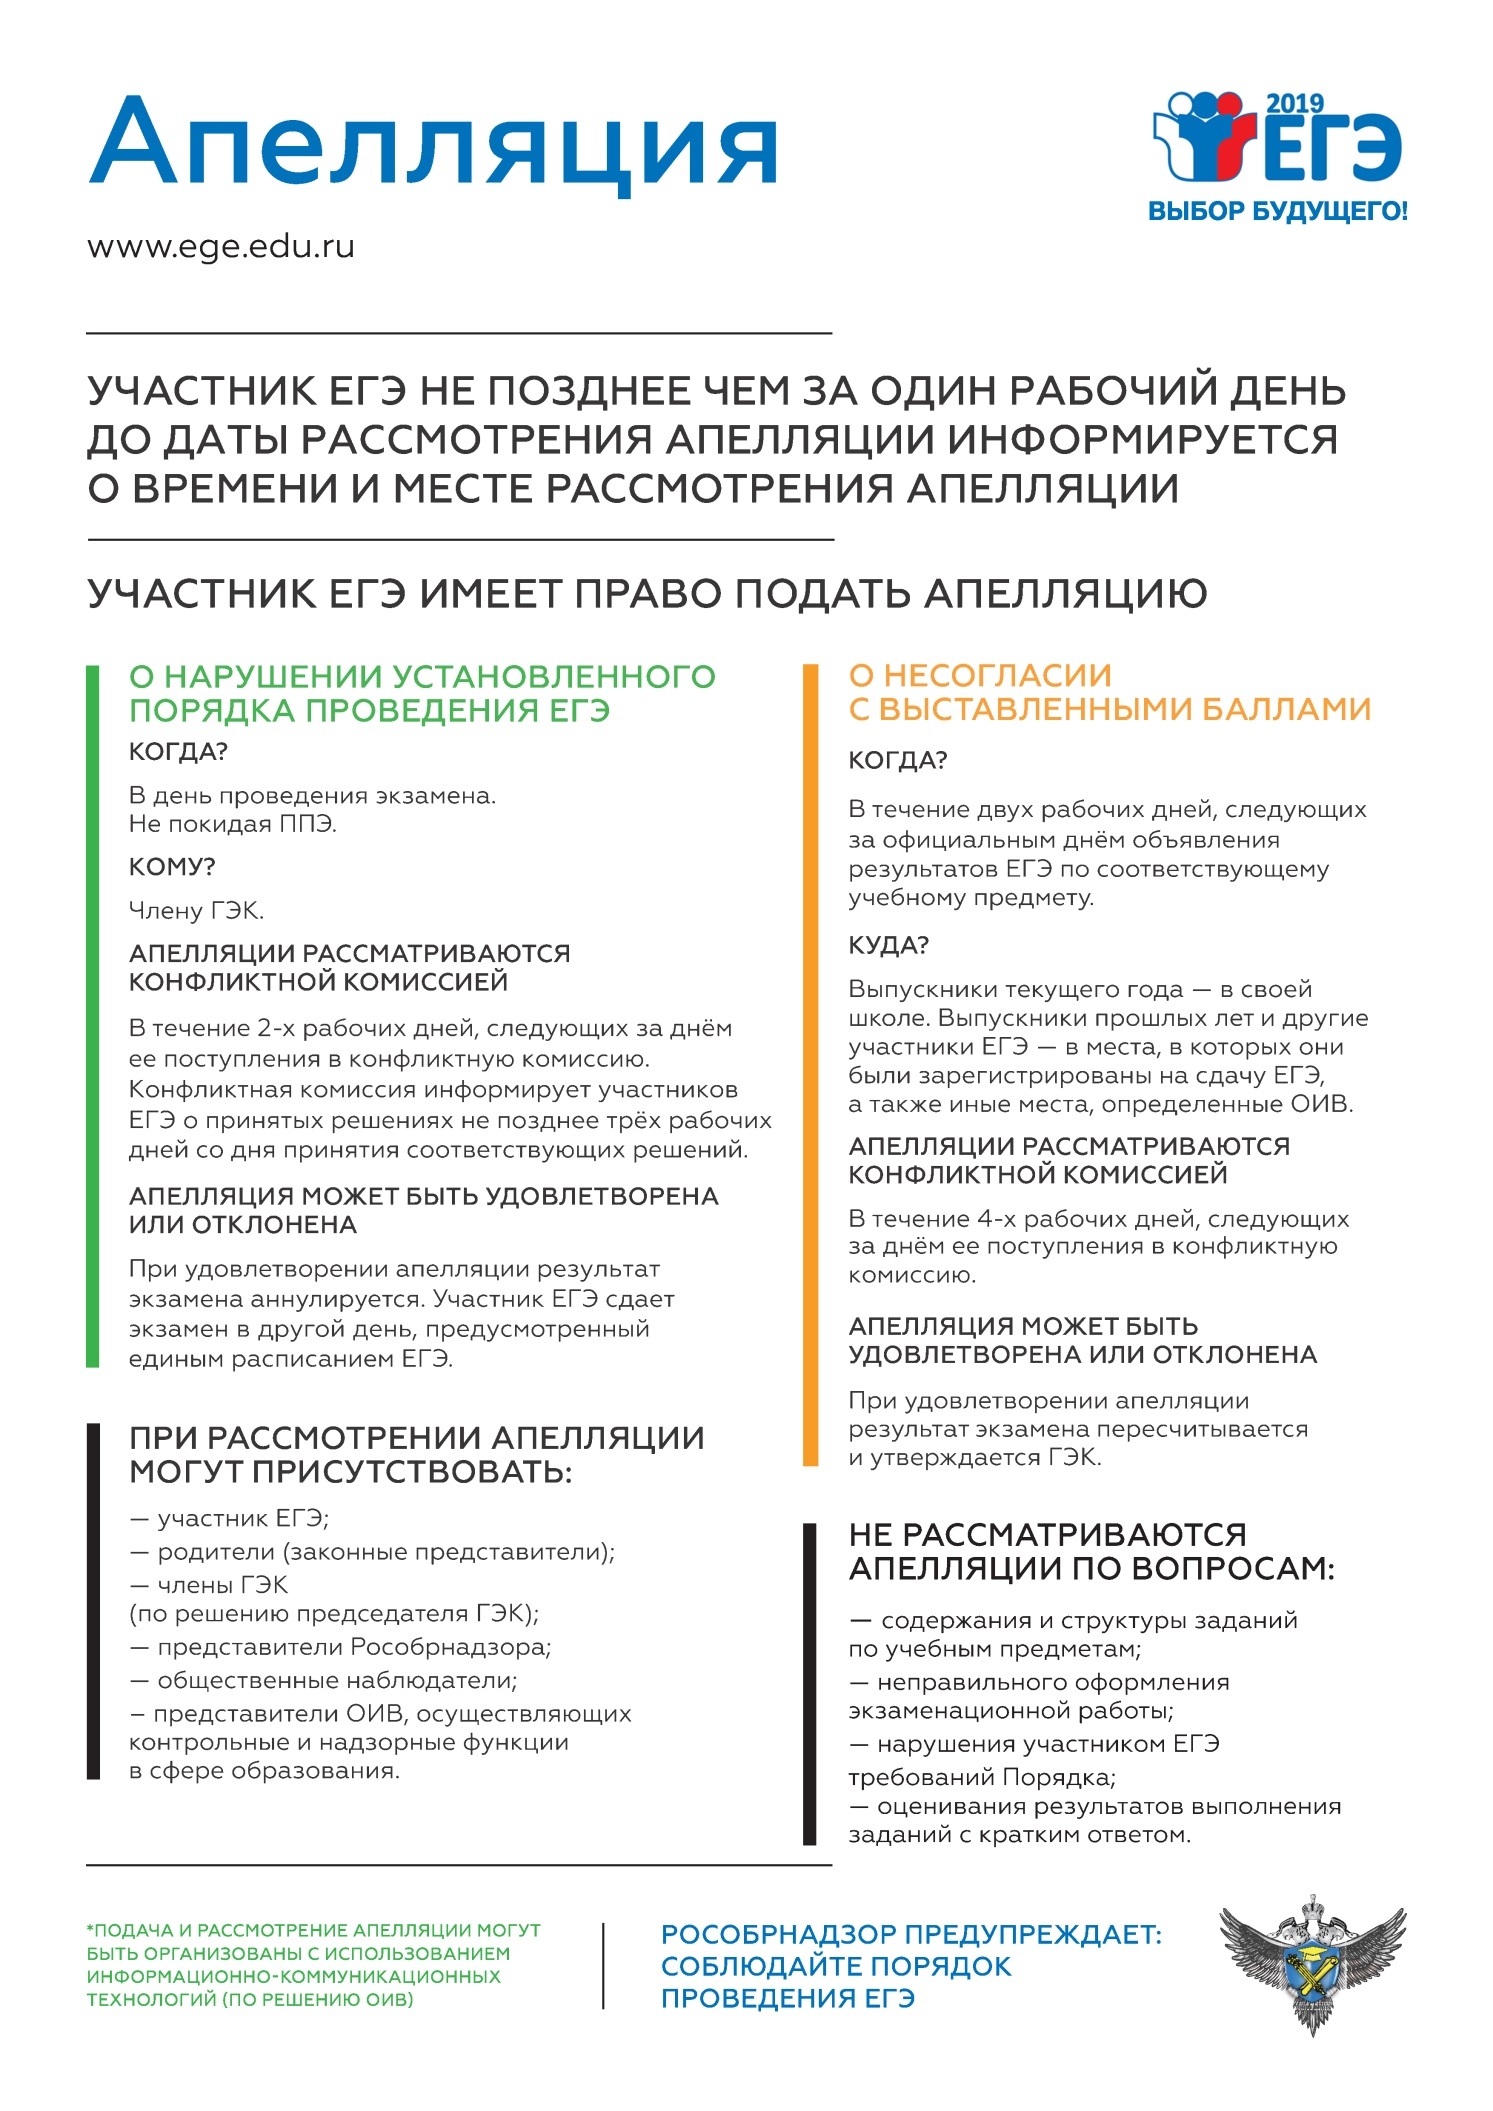 Апелляция
www.ege.edu.ru
2019
ЕГЭ
ВЫБОР БУДУЩЕГО!
УЧАСТНИК ЕГЭ НЕ ПОЗДНЕЕ ЧЕМ ЗА ОДИН РАБОЧИЙ ДЕНЬ
ДО ДАТЫ РАССМОТРЕНИЯ АПЕЛЛЯЦИИ ИНФОРМИРУЕТСЯ
О ВРЕМЕНИ И МЕСТЕ РАССМОТРЕНИЯ АПЕЛЛЯЦИИ
УЧАСТНИК ЕГЭ ИМЕЕТ ПРАВО ПОДАТЬ АПЕЛЛЯЦИЮ
О НАРУШЕНИИ УСТАНОВЛЕННОГО
ПОРЯДКА ПРОВЕДЕНИЯ ЕГЭ
КОГДА?
В день проведения экзамена.
Не покидая ППЭ.
КОМУ?
Члену ГЭК.
АПЕЛЛЯЦИИ РАССМАТРИВАЮТСЯ
КОНФЛИКТНОЙ КОМИССИЕЙ
В течение 2-х рабочих дней, следующих за днём
ее поступления в конфликтную комиссию.
Конфликтная комиссия информирует участников
ЕГЭ о принятых решениях не позднее трёх рабочих
дней со дня принятия соответствующих решений.
АПЕЛЛЯЦИЯ МОЖЕТ БЫТЬ УДОВЛЕТВОРЕНА
ИЛИ ОТКЛОНЕНА
При удовлетворении апелляции результат
экзамена аннулируется. Участник ЕГЭ сдает
экзамен в другой день, предусмотренный
единым расписанием ЕГЭ.
ПРИ РАССМОТРЕНИИ АПЕЛЛЯЦИИ
МОГУТ ПРИСУТСТВОВАТЬ:
— участник ЕГЭ;
— родители (законные представители);
— члены ГЭК
(по решению председателя ГЭК);
— представители Рособрнадзора;
— общественные наблюдатели;
– представители ОИВ, осуществляющих
контрольные и надзорные функции
в сфере образования.
О НЕСОГЛАСИИ
С ВЫСТАВЛЕННЫМИ БАЛЛАМИ
КОГДА?
В течение двух рабочих дней, следующих
за официальным днём объявления
результатов ЕГЭ по соответствующему
учебному предмету.
КУДА?
Выпускники текущего года — в своей
школе. Выпускники прошлых лет и другие
участники ЕГЭ — в места, в которых они
были зарегистрированы на сдачу ЕГЭ,
а также иные места, определенные ОИВ.
АПЕЛЛЯЦИИ РАССМАТРИВАЮТСЯ
КОНФЛИКТНОЙ КОМИССИЕЙ
В течение 4-х рабочих дней, следующих
за днём ее поступления в конфликтную
комиссию.
АПЕЛЛЯЦИЯ МОЖЕТ БЫТЬ
УДОВЛЕТВОРЕНА ИЛИ ОТКЛОНЕНА
При удовлетворении апелляции
результат экзамена пересчитывается
и утверждается ГЭК.
НЕ РАССМАТРИВАЮТСЯ
АПЕЛЛЯЦИИ ПО ВОПРОСАМ:
— содержания и структуры заданий
по учебным предметам;
— неправильного оформления
экзаменационной работы;
— нарушения участником ЕГЭ
требований Порядка;
— оценивания результатов выполнения
заданий с кратким ответом.
*ПОДАЧА И РАССМОТРЕНИЕ АПЕЛЛЯЦИИ МОГУТ
БЫТЬ ОРГАНИЗОВАНЫ С ИСПОЛЬЗОВАНИЕМ
ИНФОРМАЦИОННО-КОММУНИКАЦИОННЫХ
ТЕХНОЛОГИЙ (ПО РЕШЕНИЮ ОИВ)
РОСОБРНАДЗОР ПРЕДУПРЕЖДАЕТ:
СОБЛЮДАЙТЕ ПОРЯДОК
ПРОВЕДЕНИЯ ЕГЭ